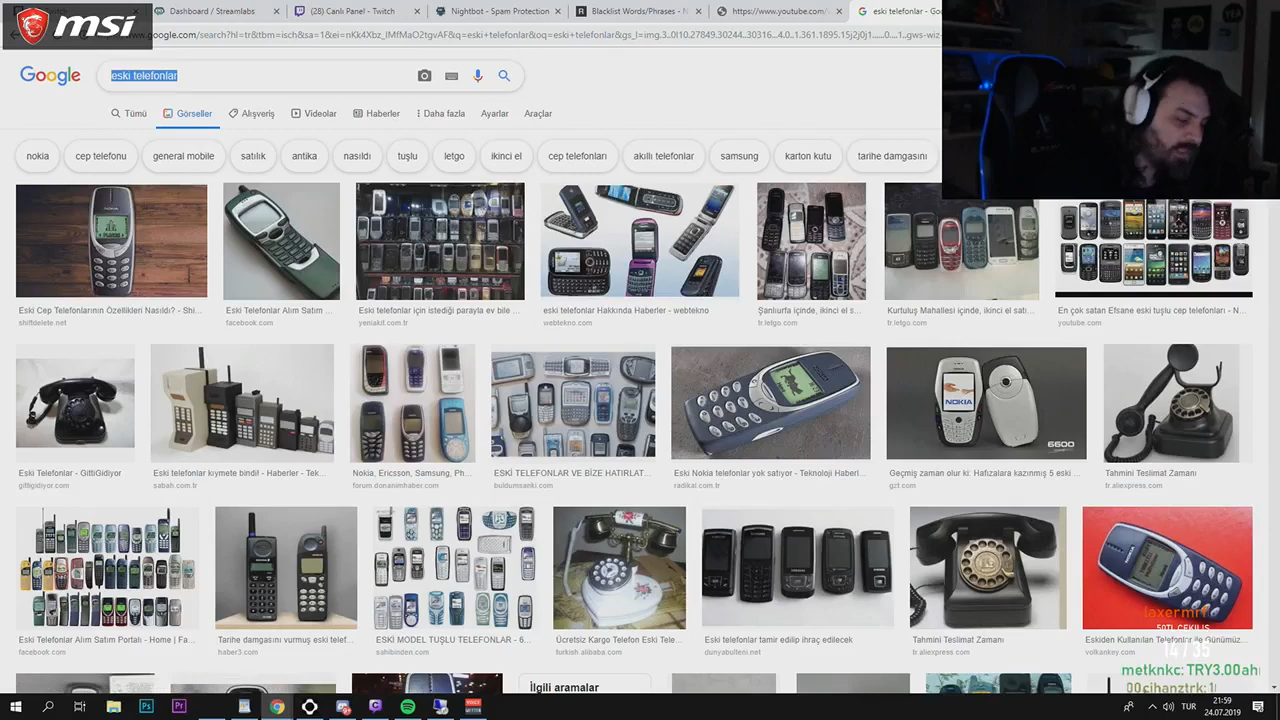 msi
Dashboard / Streamlabs
(28) Canlı Panel / Twitch
Nightbot - Spam Protection
Blacklist Words/Phrases - N
https://www.youtube.com/
eski telefonlar - Go
Google
eski telefonlar
Tümü
Görseller
Alışveriş
Videolar
Haberler
Daha fazla
Ayarlar
Araçlar
nokia
cep telefonu
general mobile
satılık
antika
nasıldı
tuşlu
letgo
ikinci el
cep telefonları
akıllı telefonlar
samsung
karton kutu
tarihe damgasını
Eski Cep Telefonlarının Özellikleri Nasıldı? - Shi...
shiftdelete.net
Eski Telefonlar Alım Satım ...
facebook.com
Eski telefonlar için istediği parayla ev bile ...
yeniakit.com.tr
eski telefonlar Hakkında Haberler - webtekno
webtekno.com
Şanlıurfa içinde, ikinci el s...
tr.letgo.com
Kurtuluş Mahallesi içinde, ikinci el satı...
tr.letgo.com
En çok satan Efsane eski tuşlu cep telefonları - N...
youtube.com
NOKIA
6600
Eski Telefonlar - GittiGidiyor
gittigidiyor.com
Eski telefonlar kıymete bindi! - Haberler - Tek...
sabah.com.tr
Nokia, Ericsson, Samsung, Ph...
forum.donanimhaber.com
ESKİ TELEFONLAR VE BİZE HATIRLAT...
buldumsanki.com
Eski Nokia telefonlar yok satıyor - Teknoloji Haberl...
radikal.com.tr
Geçmiş zaman olur ki: Hafızalara kazınmış 5 eski ...
gzt.com
Tahmini Teslimat Zamanı
tr.aliexpress.com
Eski Telefonlar Alım Satım Portalı - Home | Fa...
facebook.com
Tarihe damgasını vurmuş eski telef...
haber3.com
ESKİ MODEL TUŞLU TELEFONLAR - 6...
sahibinden.com
Ücretsiz Kargo Telefon Eski Tele...
turkish.alibaba.com
Eski telefonlar tamir edilip ihraç edilecek
dunyabulteni.net
Tahmini Teslimat Zamanı
tr.aliexpress.com
Eskiden Kullanılan Telefonlar ile Günümüz...
volkankey.com
laxermrf
50TL ÇEKİLİŞ
14 / 35
metknkc: TRY3.00
İlgili aramalar
TUR
21:59
24.07.2019